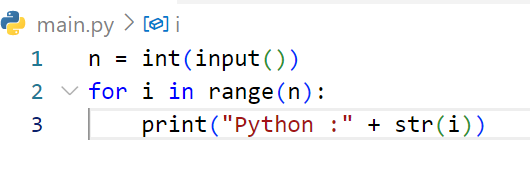 main.py > i
1 n = int(input())
2 for i in range(n):
3     print("Python :" + str(i))